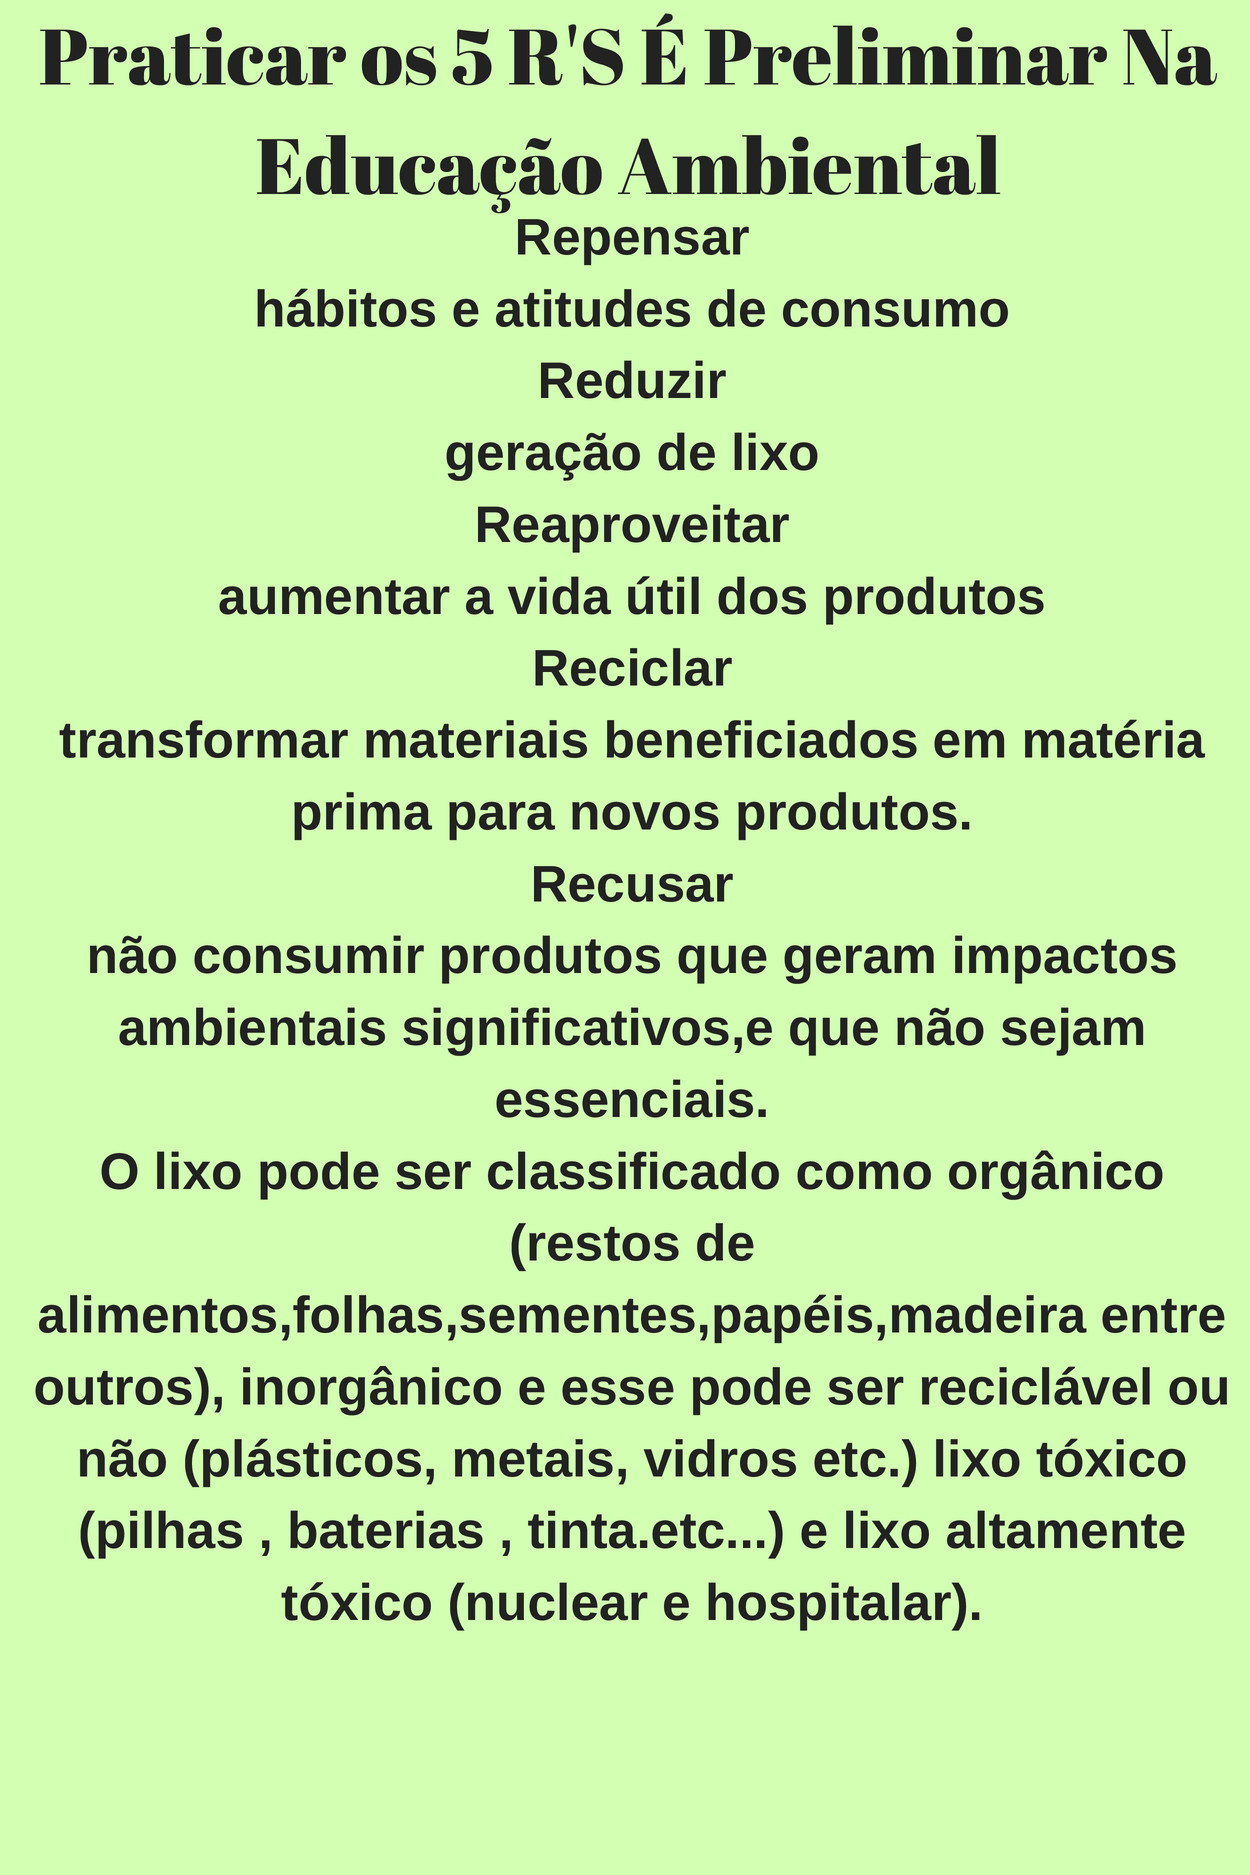 Praticar os 5 R'S É Preliminar Na
Educação Ambiental
Repensar
hábitos e atitudes de consumo
Reduzir
geração de lixo
Reaproveitar
aumentar a vida útil dos produtos
Reciclar
transformar materiais beneficiados em matéria
prima para novos produtos.
Recusar
não consumir produtos que geram impactos
ambientais significativos,e que não sejam
essenciais.
O lixo pode ser classificado como orgânico
(restos de
alimentos,folhas,sementes,papéis,madeira entre
outros), inorgânico e esse pode ser reciclável ou
não (plásticos, metais, vidros etc.) lixo tóxico
(pilhas , baterias , tinta.etc...) e lixo altamente
tóxico (nuclear e hospitalar).